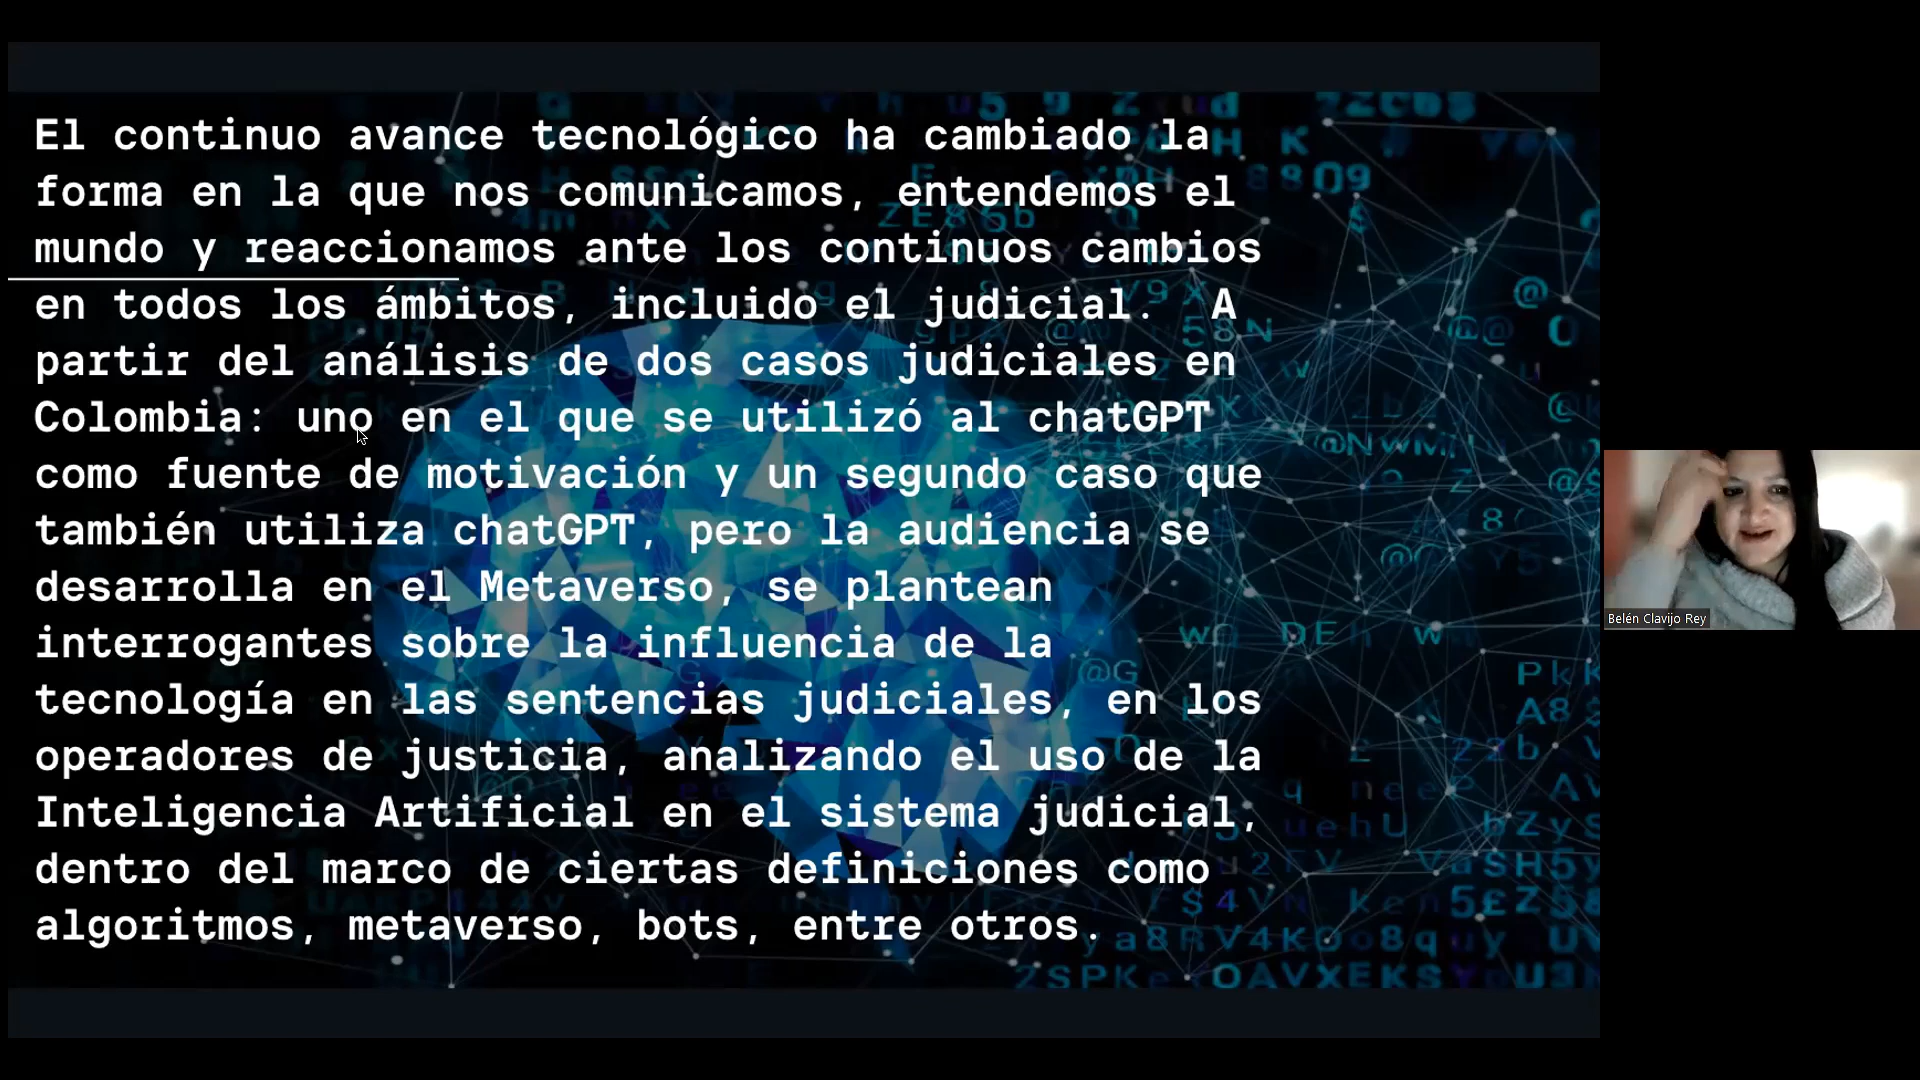 El continuo avance tecnológico ha cambiado la
forma en la que nos comunicamos, entendemos el
mundo y reaccionamos ante los continuos cambios
en todos los ámbitos, incluido el judicial.  A
partir del análisis de dos casos judiciales en
Colombia: uno en el que se utilizó al chatGPT
como fuente de motivación y un segundo caso que
también utiliza chatGPT, pero la audiencia se
desarrolla en el Metaverso, se plantean
interrogantes sobre la influencia de la
tecnología en las sentencias judiciales, en los
operadores de justicia, analizando el uso de la
Inteligencia Artificial en el sistema judicial,
dentro del marco de ciertas definiciones como
algoritmos, metaverso, bots, entre otros.
Belén Clavijo Rey